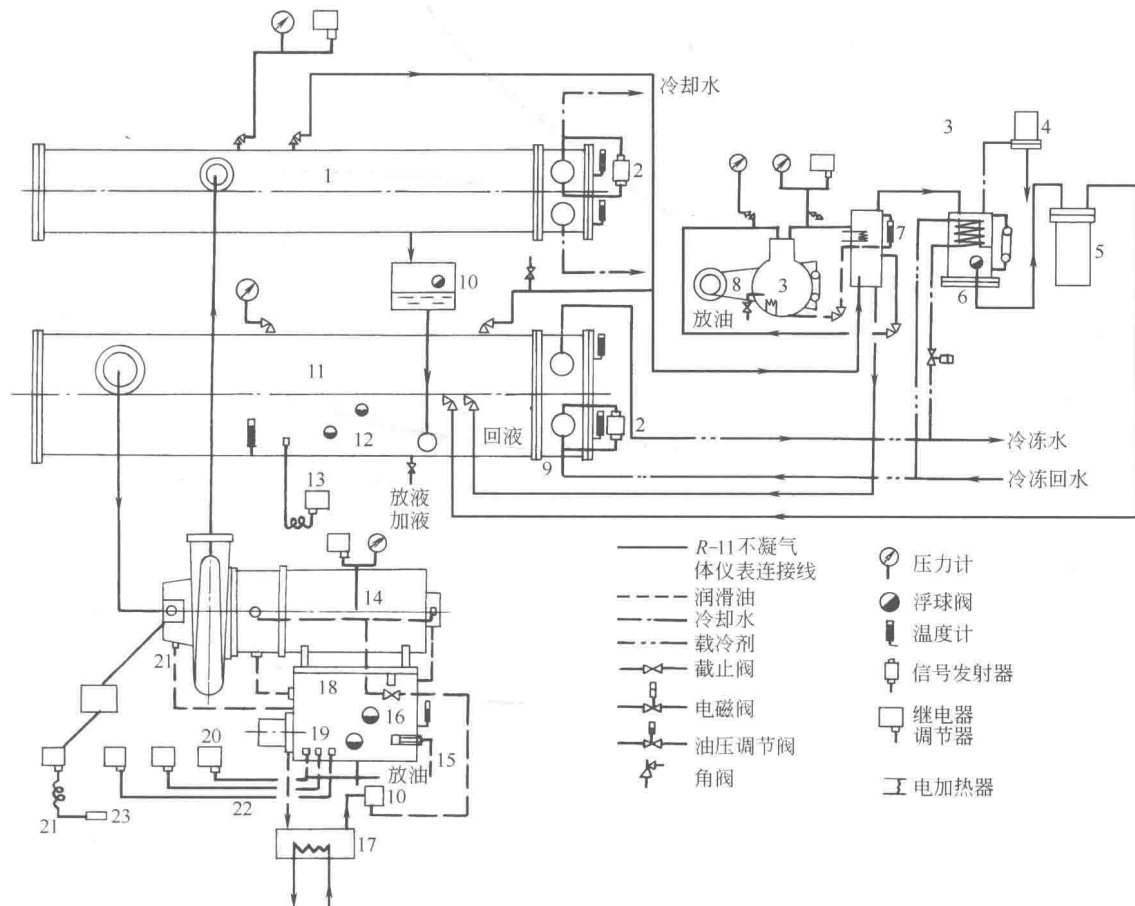 冷却水
1
2
3
4
10
7
5
8
3
6
放油
11
12
回液
2
9
冷冻水
冷冻回水
13
放液
加液
14
R-11不凝气
体仪表连接线
润滑油
冷却水
载冷剂
截止阀
电磁阀
油压调节阀
角阀
压力计
浮球阀
温度计
信号发射器
继电器
调节器
电加热器
21
18
16
19
20
15
放油
22
10
21
23
17